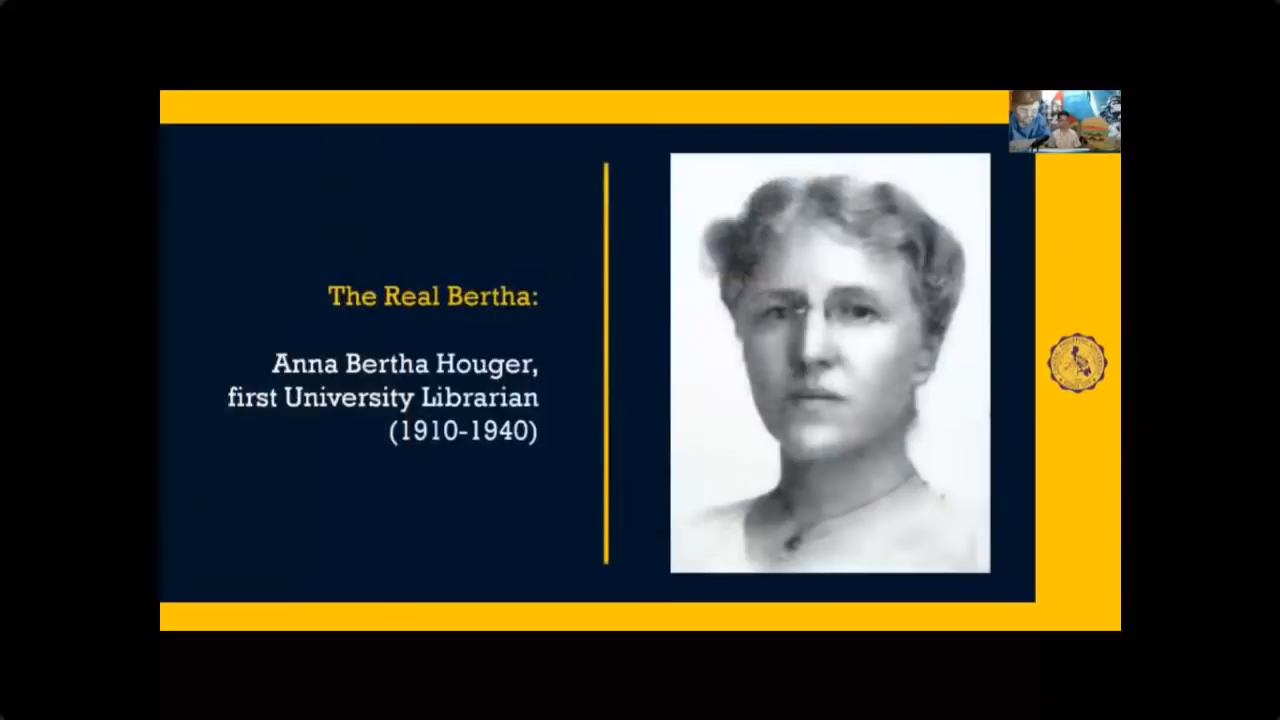 The Real Bertha:
Anna Bertha Houger,
first University Librarian
(1910-1940)